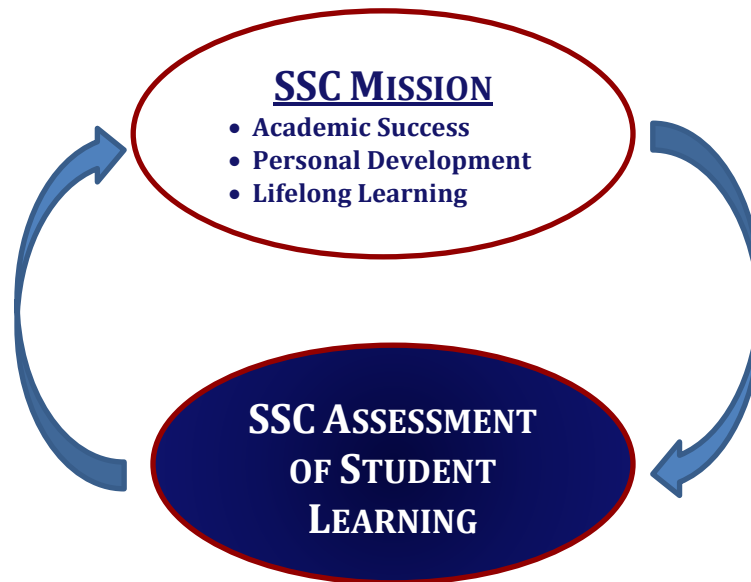 SSC MISSION
• Academic Success
• Personal Development
• Lifelong Learning
SSC ASSESSMENT
OF STUDENT
LEARNING